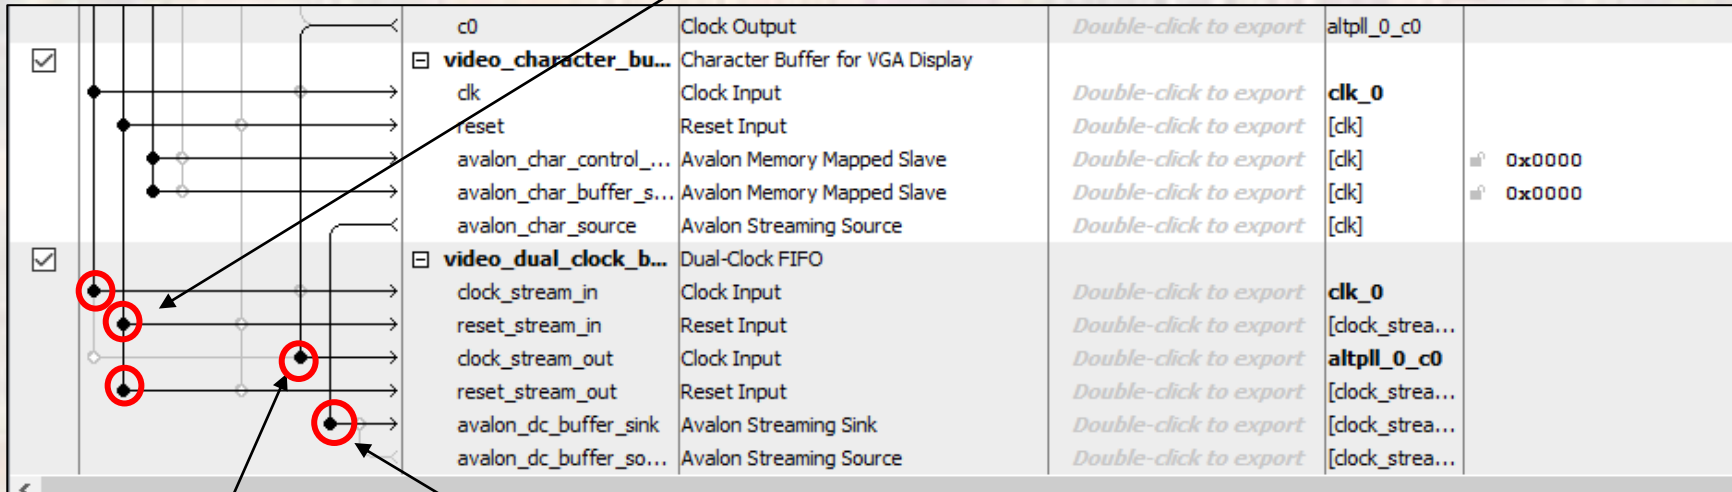 c0 Clock Output Double-click to export altpll_0_c0
video_character_bu... Character Buffer for VGA Display
clk Clock Input Double-click to export clk_0
reset Reset Input Double-click to export [clk]
avalon_char_control_... Avalon Memory Mapped Slave Double-click to export [clk] 0x0000
avalon_char_buffer_s... Avalon Memory Mapped Slave Double-click to export [clk] 0x0000
avalon_char_source Avalon Streaming Source Double-click to export [clk]
video_dual_clock_b... Dual-Clock FIFO
clock_stream_in Clock Input Double-click to export clk_0
reset_stream_in Reset Input Double-click to export [clock_strea...
clock_stream_out Clock Input Double-click to export altpll_0_c0
reset_stream_out Reset Input Double-click to export [clock_strea...
avalon_dc_buffer_sink Avalon Streaming Sink Double-click to export [clock_strea...
avalon_dc_buffer_so... Avalon Streaming Source Double-click to export [clock_strea...